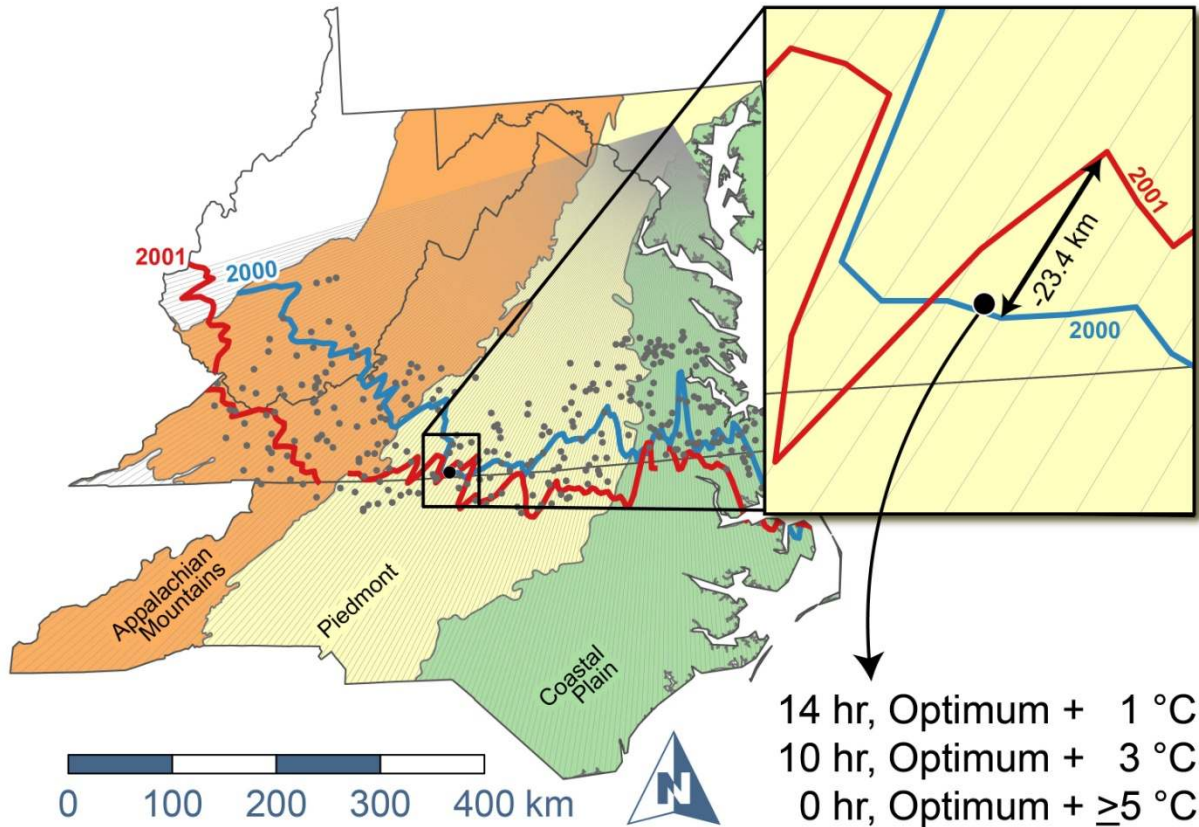 2001
2000
2001
-23.4 km
2000
Appalachian
Mountains
Piedmont
Coastal
Plain
14 hr, Optimum + 1 °C
10 hr, Optimum + 3 °C
0 hr, Optimum + ≥5 °C
0 100 200 300 400 km
N